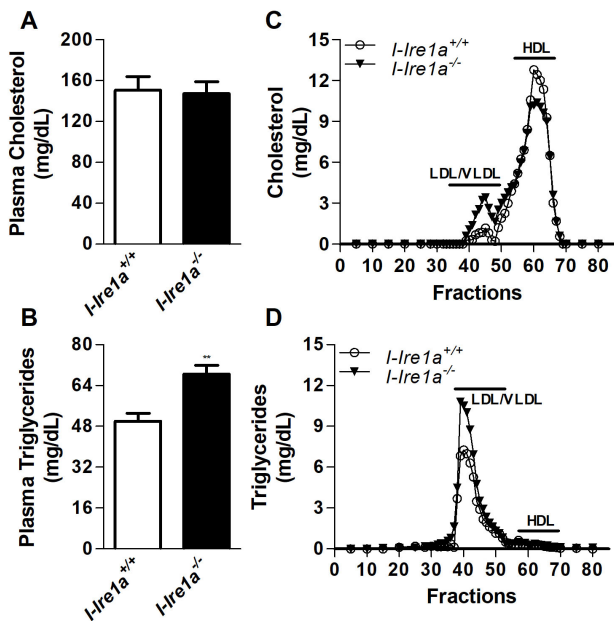 A
Plasma Cholesterol
(mg/dL)
200
160
120
80
40
0
l-Ire1a+/+
l-Ire1a-/-
C
Cholesterol
(mg/dL)
15
12
9
6
3
0
l-Ire1a+/+
l-Ire1a-/-
HDL
LDL/VLDL
0 10 20 30 40 50 60 70 80
Fractions
B
Plasma Triglycerides
(mg/dL)
80
64
48
32
16
0
**
l-Ire1a+/+
l-Ire1a-/-
D
Triglycerides
(mg/dL)
15
12
9
6
3
0
l-Ire1a+/+
l-Ire1a-/-
LDL/VLDL
HDL
0 10 20 30 40 50 60 70 80
Fractions